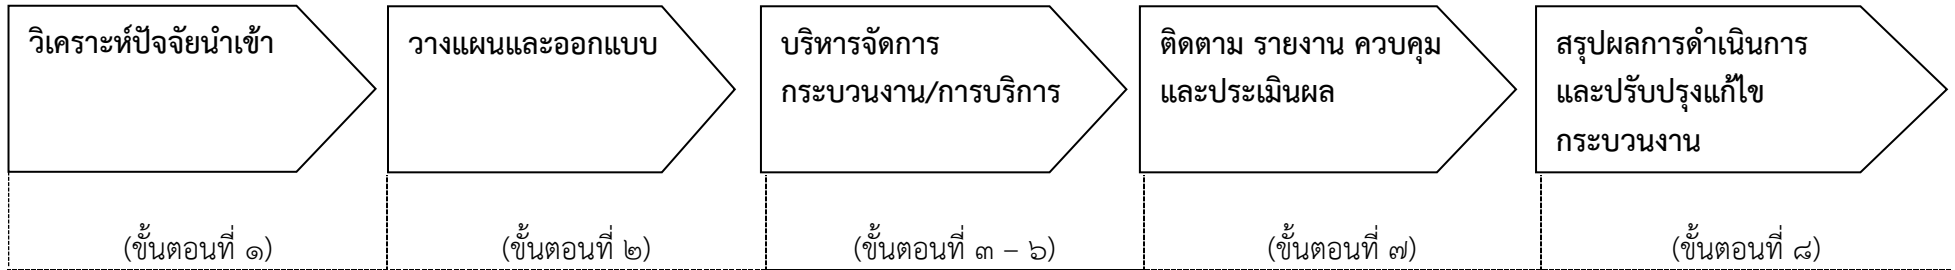 วิเคราะห์ปัจจัยนำเข้า
วางแผนและออกแบบ
บริหารจัดการ
กระบวนงาน/การบริการ
ติดตาม รายงาน ควบคุม
และประเมินผล
สรุปผลการดำเนินการ
และปรับปรุงแก้ไข
กระบวนงาน
(ขั้นตอนที่ ๑)
(ขั้นตอนที่ ๒)
(ขั้นตอนที่ ๓ – ๖)
(ขั้นตอนที่ ๗)
(ขั้นตอนที่ ๘)